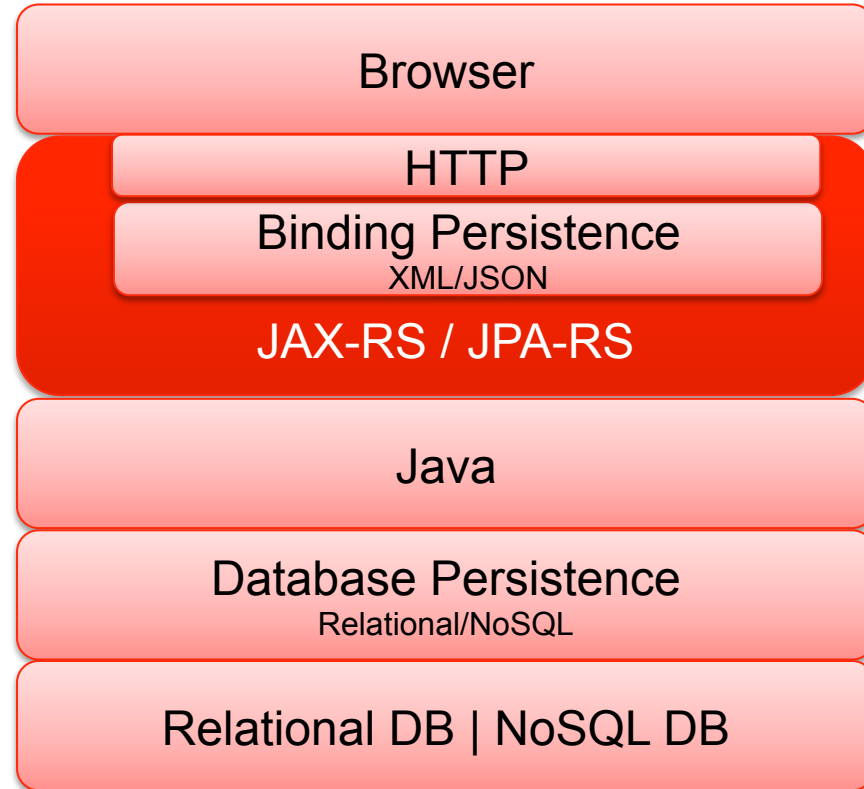 Browser
HTTP
Binding Persistence
XML/JSON
JAX-RS / JPA-RS
Java
Database Persistence
Relational/NoSQL
Relational DB | NoSQL DB